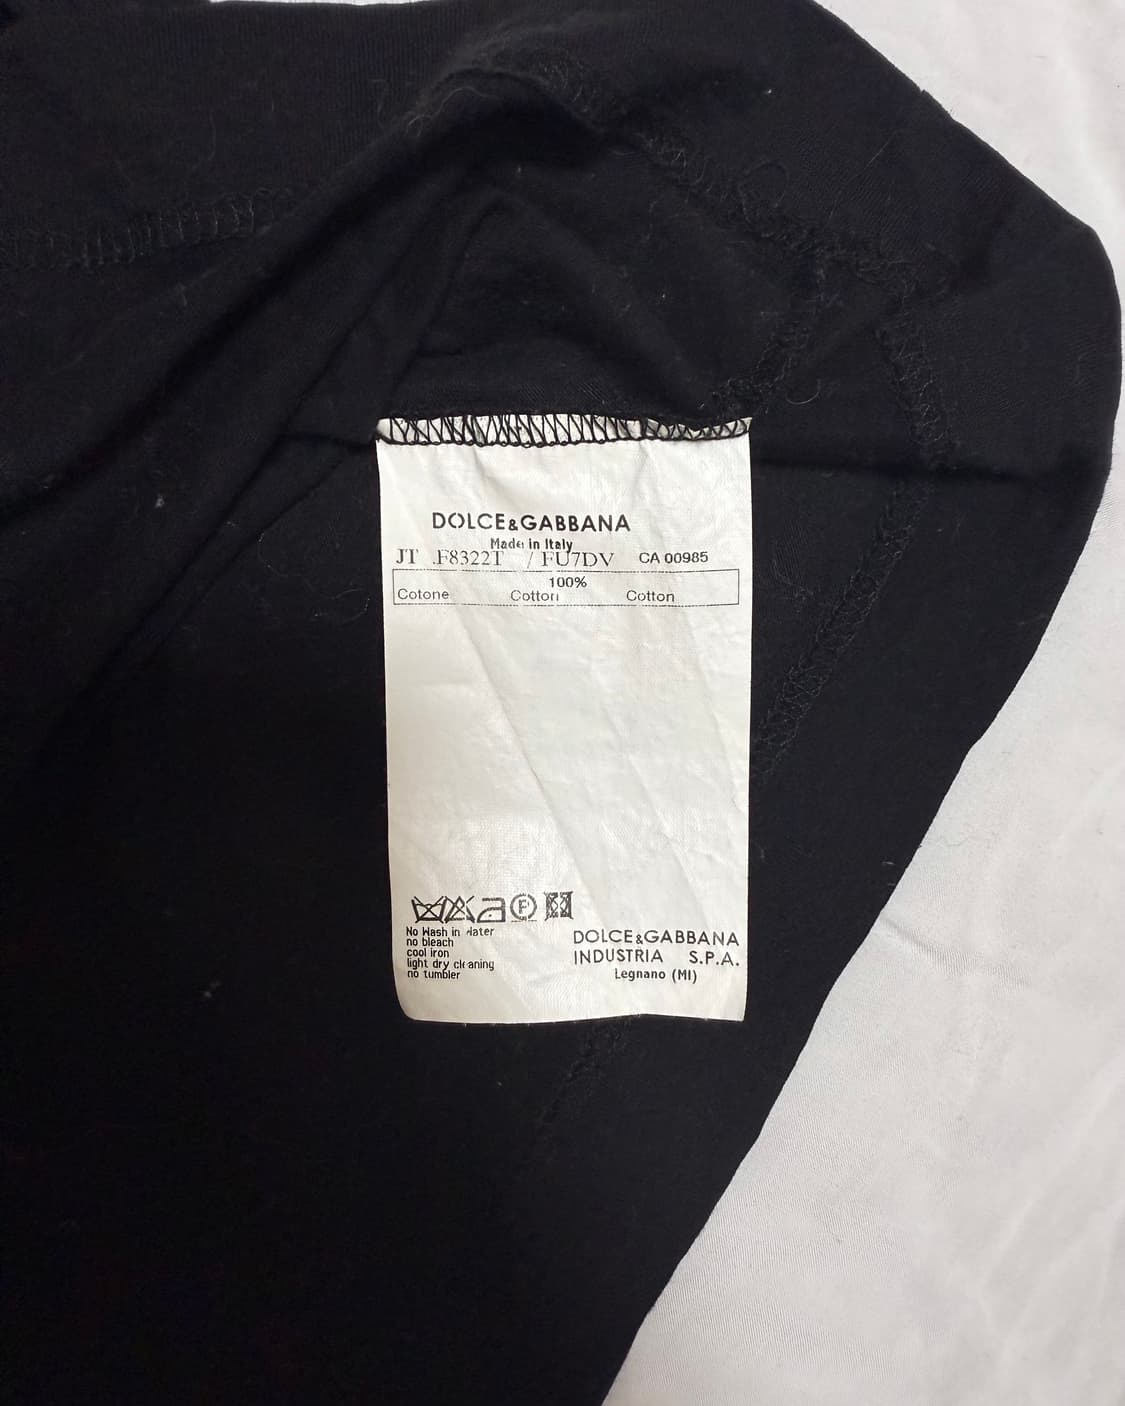 DOLCE&GABBANA
Made in Italy
JT .F8322T / FU7DV CA 00985
100%
Cotone Cotton Cotton
No Wash in Water
no bleach
cool iron
light dry cleaning
no tumbler
DOLCE&GABBANA
INDUSTRIA S.P.A.
Legnano (MI)